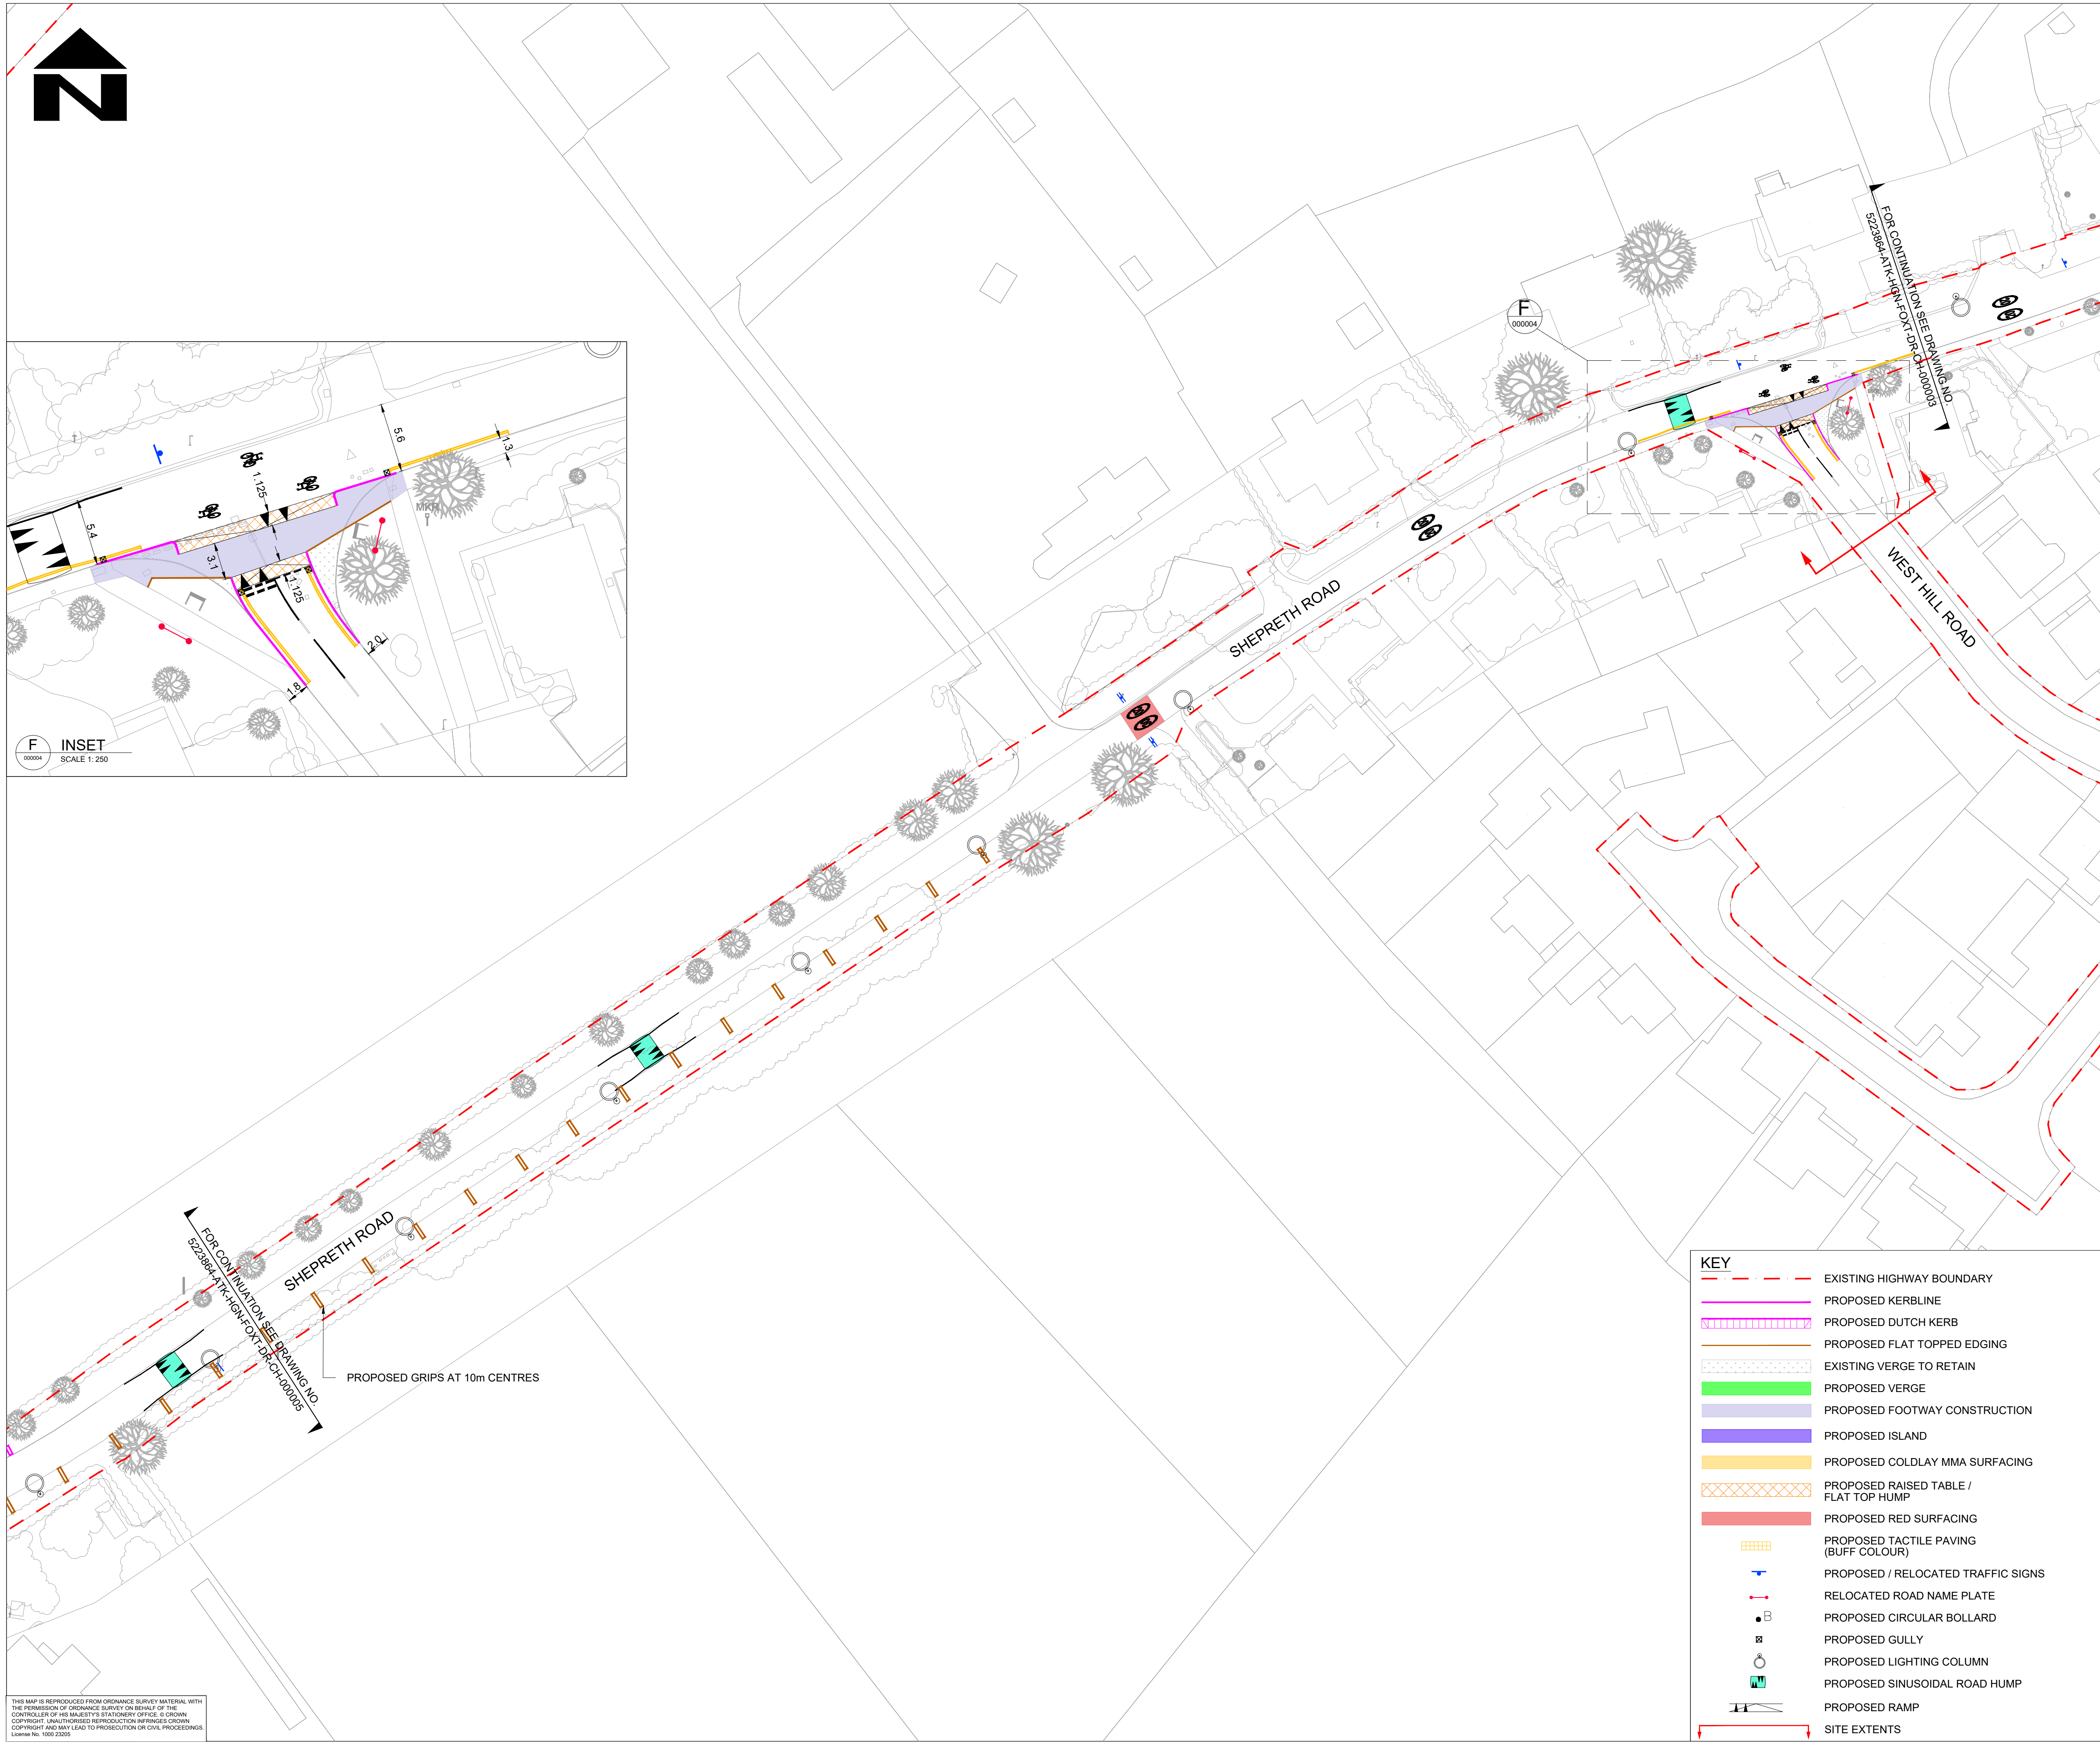 N
F
000004
FOR CONTINUATION SEE DRAWING NO.
5223864-ATK-HGN-FOXT-DR-CH-000003
5.6
1.3
1.125
5.4
3.1
1.125
MKR
2.0
1.8
F
000004
INSET
SCALE 1: 250
SHEPRETH ROAD
WEST HILL ROAD
SHEPRETH ROAD
FOR CONTINUATION SEE DRAWING NO.
5223864-ATK-HGN-FOXT-DR-CH-000005
PROPOSED GRIPS AT 10m CENTRES
KEY
EXISTING HIGHWAY BOUNDARY
PROPOSED KERBLINE
PROPOSED DUTCH KERB
PROPOSED FLAT TOPPED EDGING
EXISTING VERGE TO RETAIN
PROPOSED VERGE
PROPOSED FOOTWAY CONSTRUCTION
PROPOSED ISLAND
PROPOSED COLDLAY MMA SURFACING
PROPOSED RAISED TABLE /
FLAT TOP HUMP
PROPOSED RED SURFACING
PROPOSED TACTILE PAVING
(BUFF COLOUR)
PROPOSED / RELOCATED TRAFFIC SIGNS
RELOCATED ROAD NAME PLATE
B
PROPOSED CIRCULAR BOLLARD
PROPOSED GULLY
PROPOSED LIGHTING COLUMN
PROPOSED SINUSOIDAL ROAD HUMP
PROPOSED RAMP
SITE EXTENTS
THIS MAP IS REPRODUCED FROM ORDNANCE SURVEY MATERIAL WITH
THE PERMISSION OF ORDNANCE SURVEY ON BEHALF OF THE
CONTROLLER OF HIS MAJESTY'S STATIONERY OFFICE. © CROWN
COPYRIGHT. UNAUTHORISED REPRODUCTION INFRINGES CROWN
COPYRIGHT AND MAY LEAD TO PROSECUTION OR CIVIL PROCEEDINGS.
License No. 1000 23205